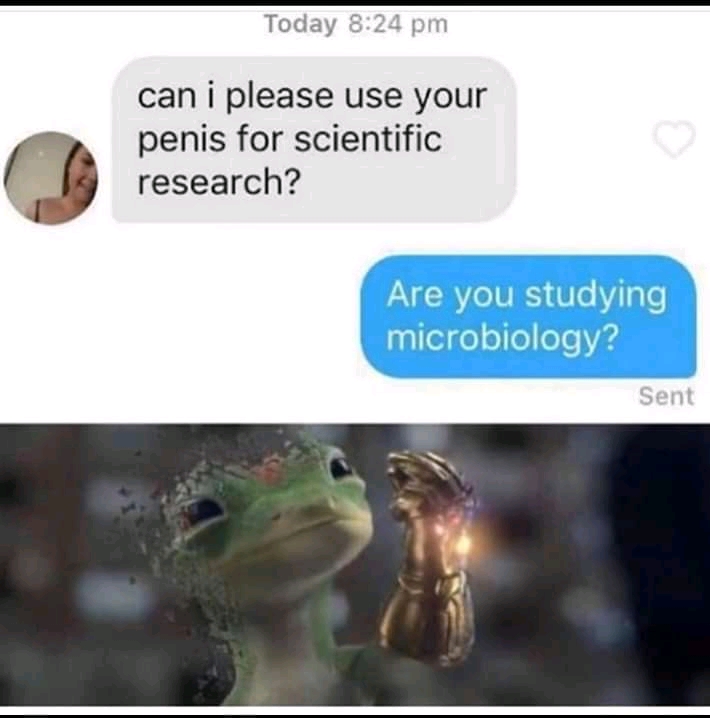 Today 8:24 pm
can i please use your
penis for scientific
research?
Are you studying
microbiology?
Sent